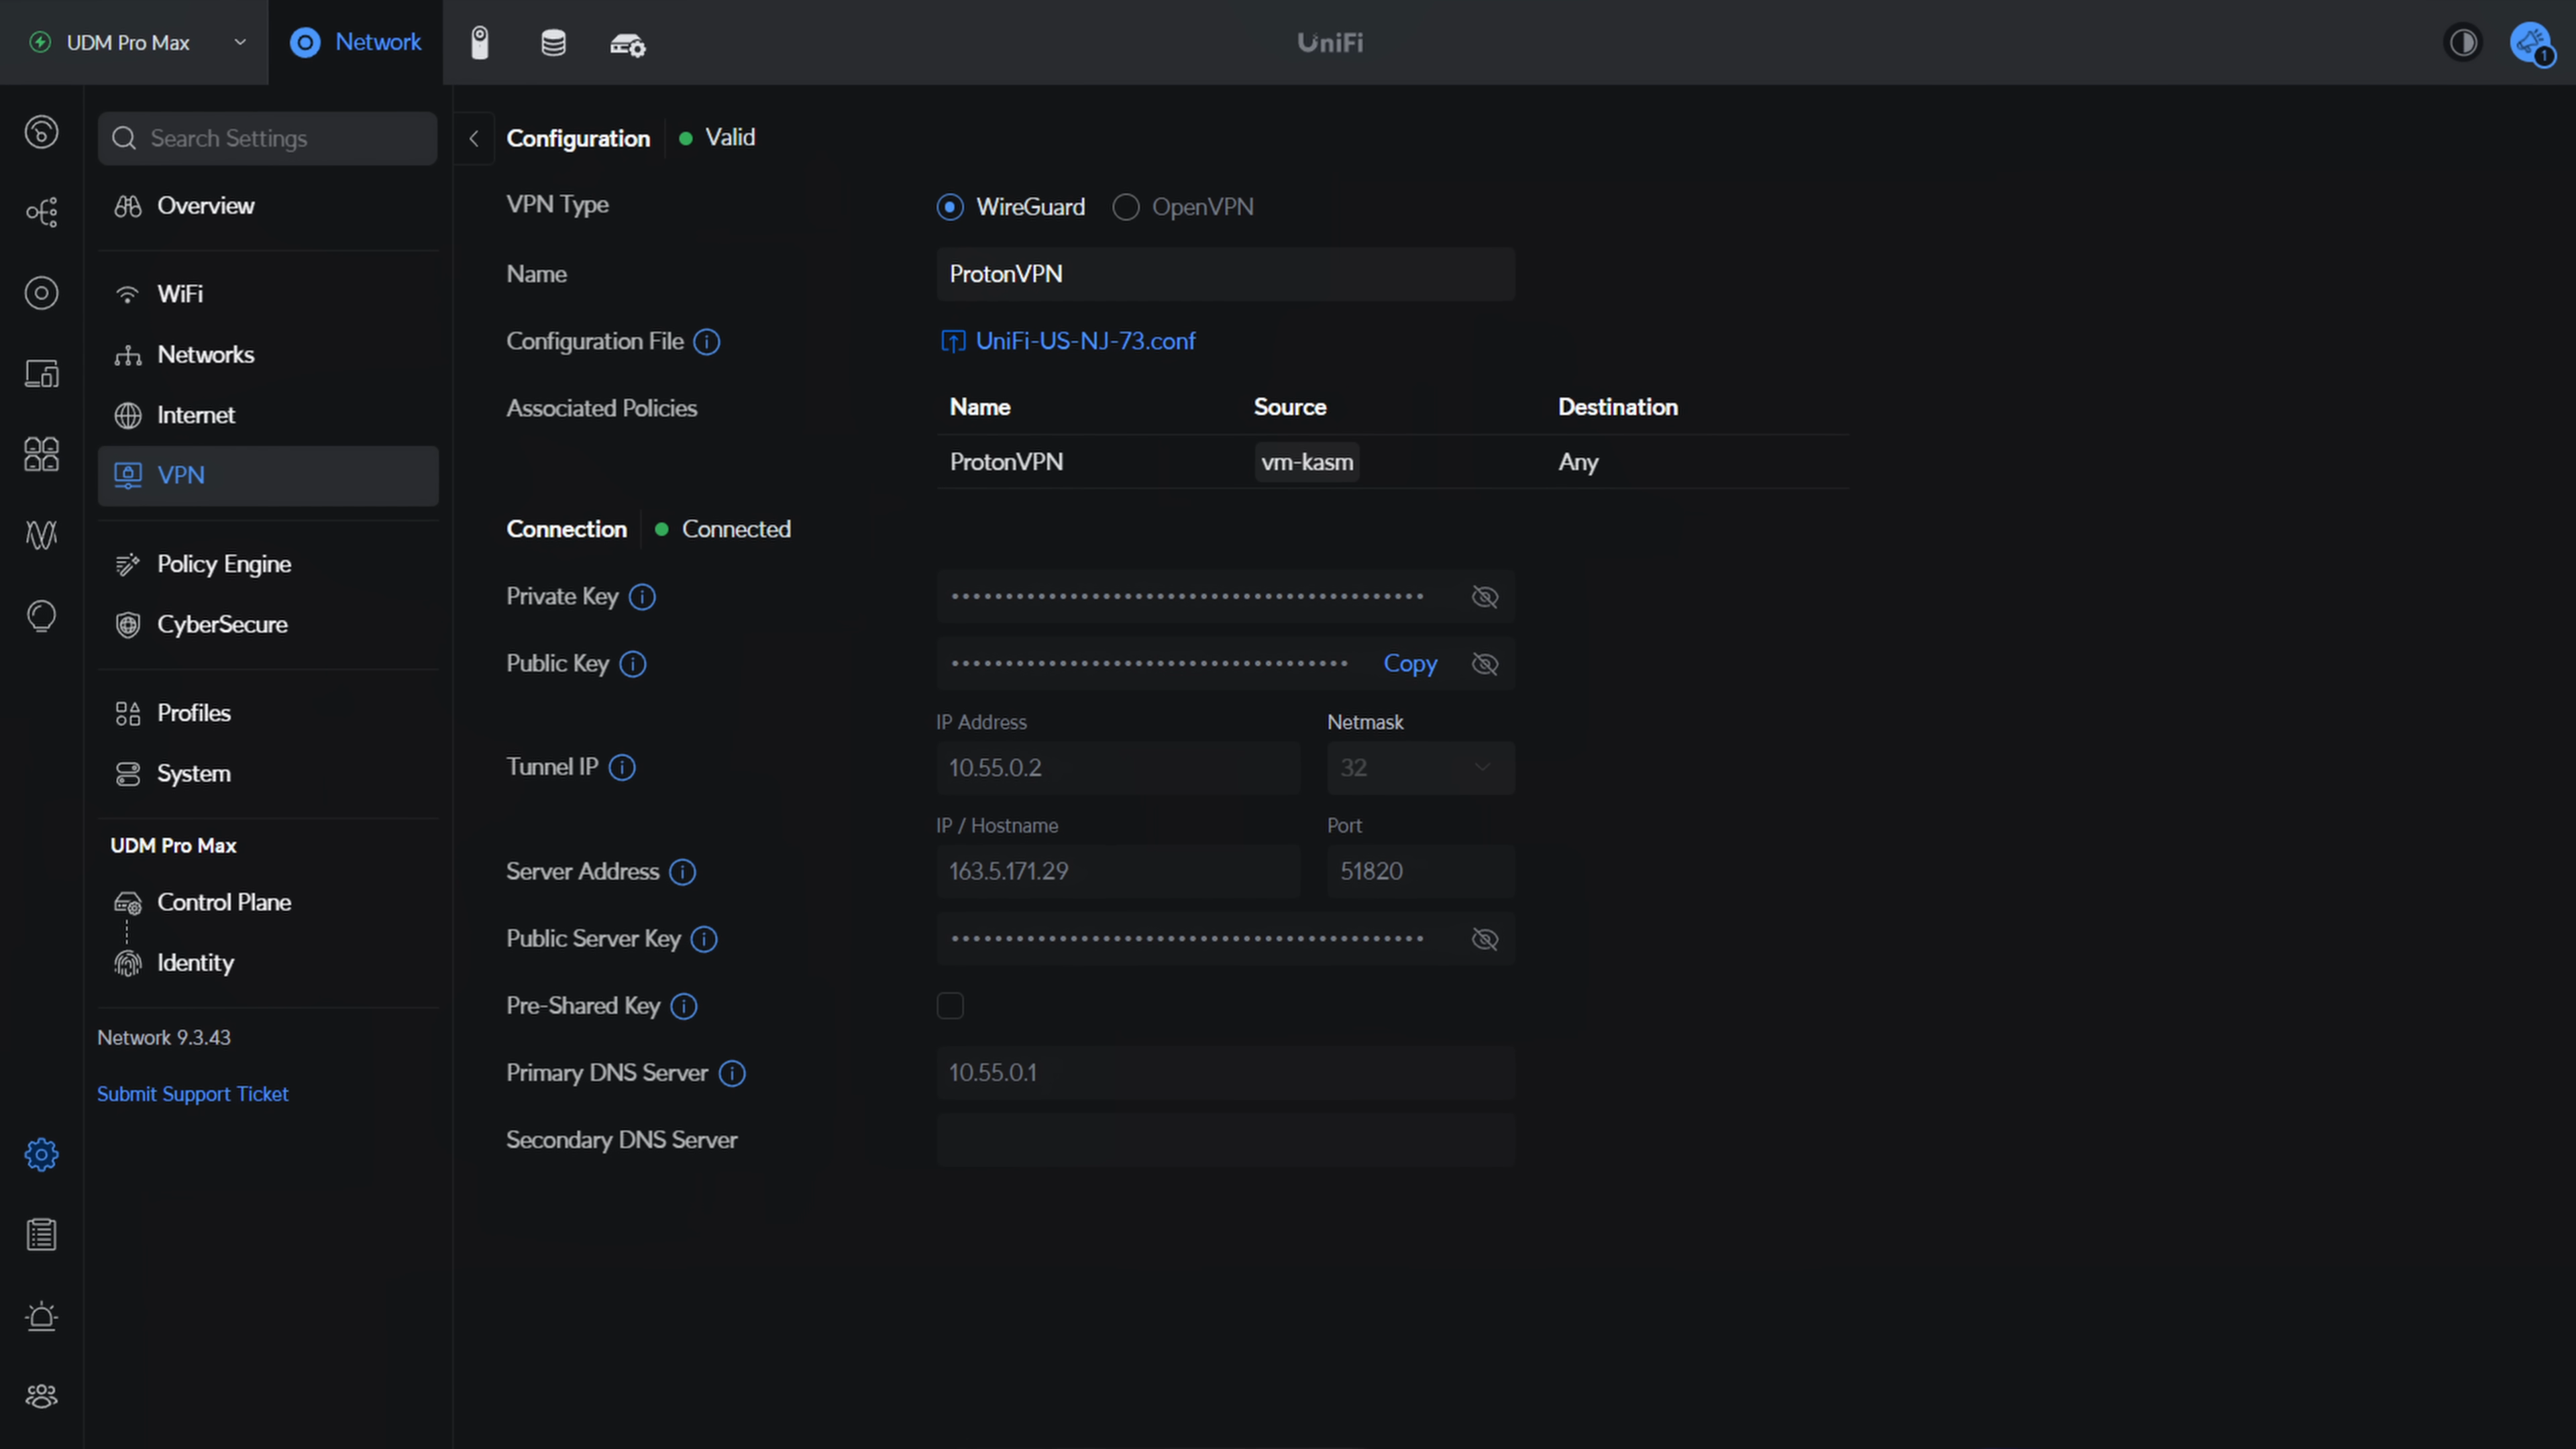 UDM Pro Max
Network
UniFi
1
Search Settings
Overview
WiFi
Networks
Internet
VPN
Policy Engine
CyberSecure
Profiles
System
UDM Pro Max
Control Plane
Identity
Network 9.3.43
Submit Support Ticket
Configuration Valid
VPN Type WireGuard OpenVPN
Name ProtonVPN
Configuration File UniFi-US-NJ-73.conf
Associated Policies Name Source Destination
ProtonVPN vm-kasm Any
Connection Connected
Private Key
Public Key Copy
IP Address Netmask
Tunnel IP 10.55.0.2 32
IP / Hostname Port
Server Address 163.5.171.29 51820
Public Server Key
Pre-Shared Key
Primary DNS Server 10.55.0.1
Secondary DNS Server